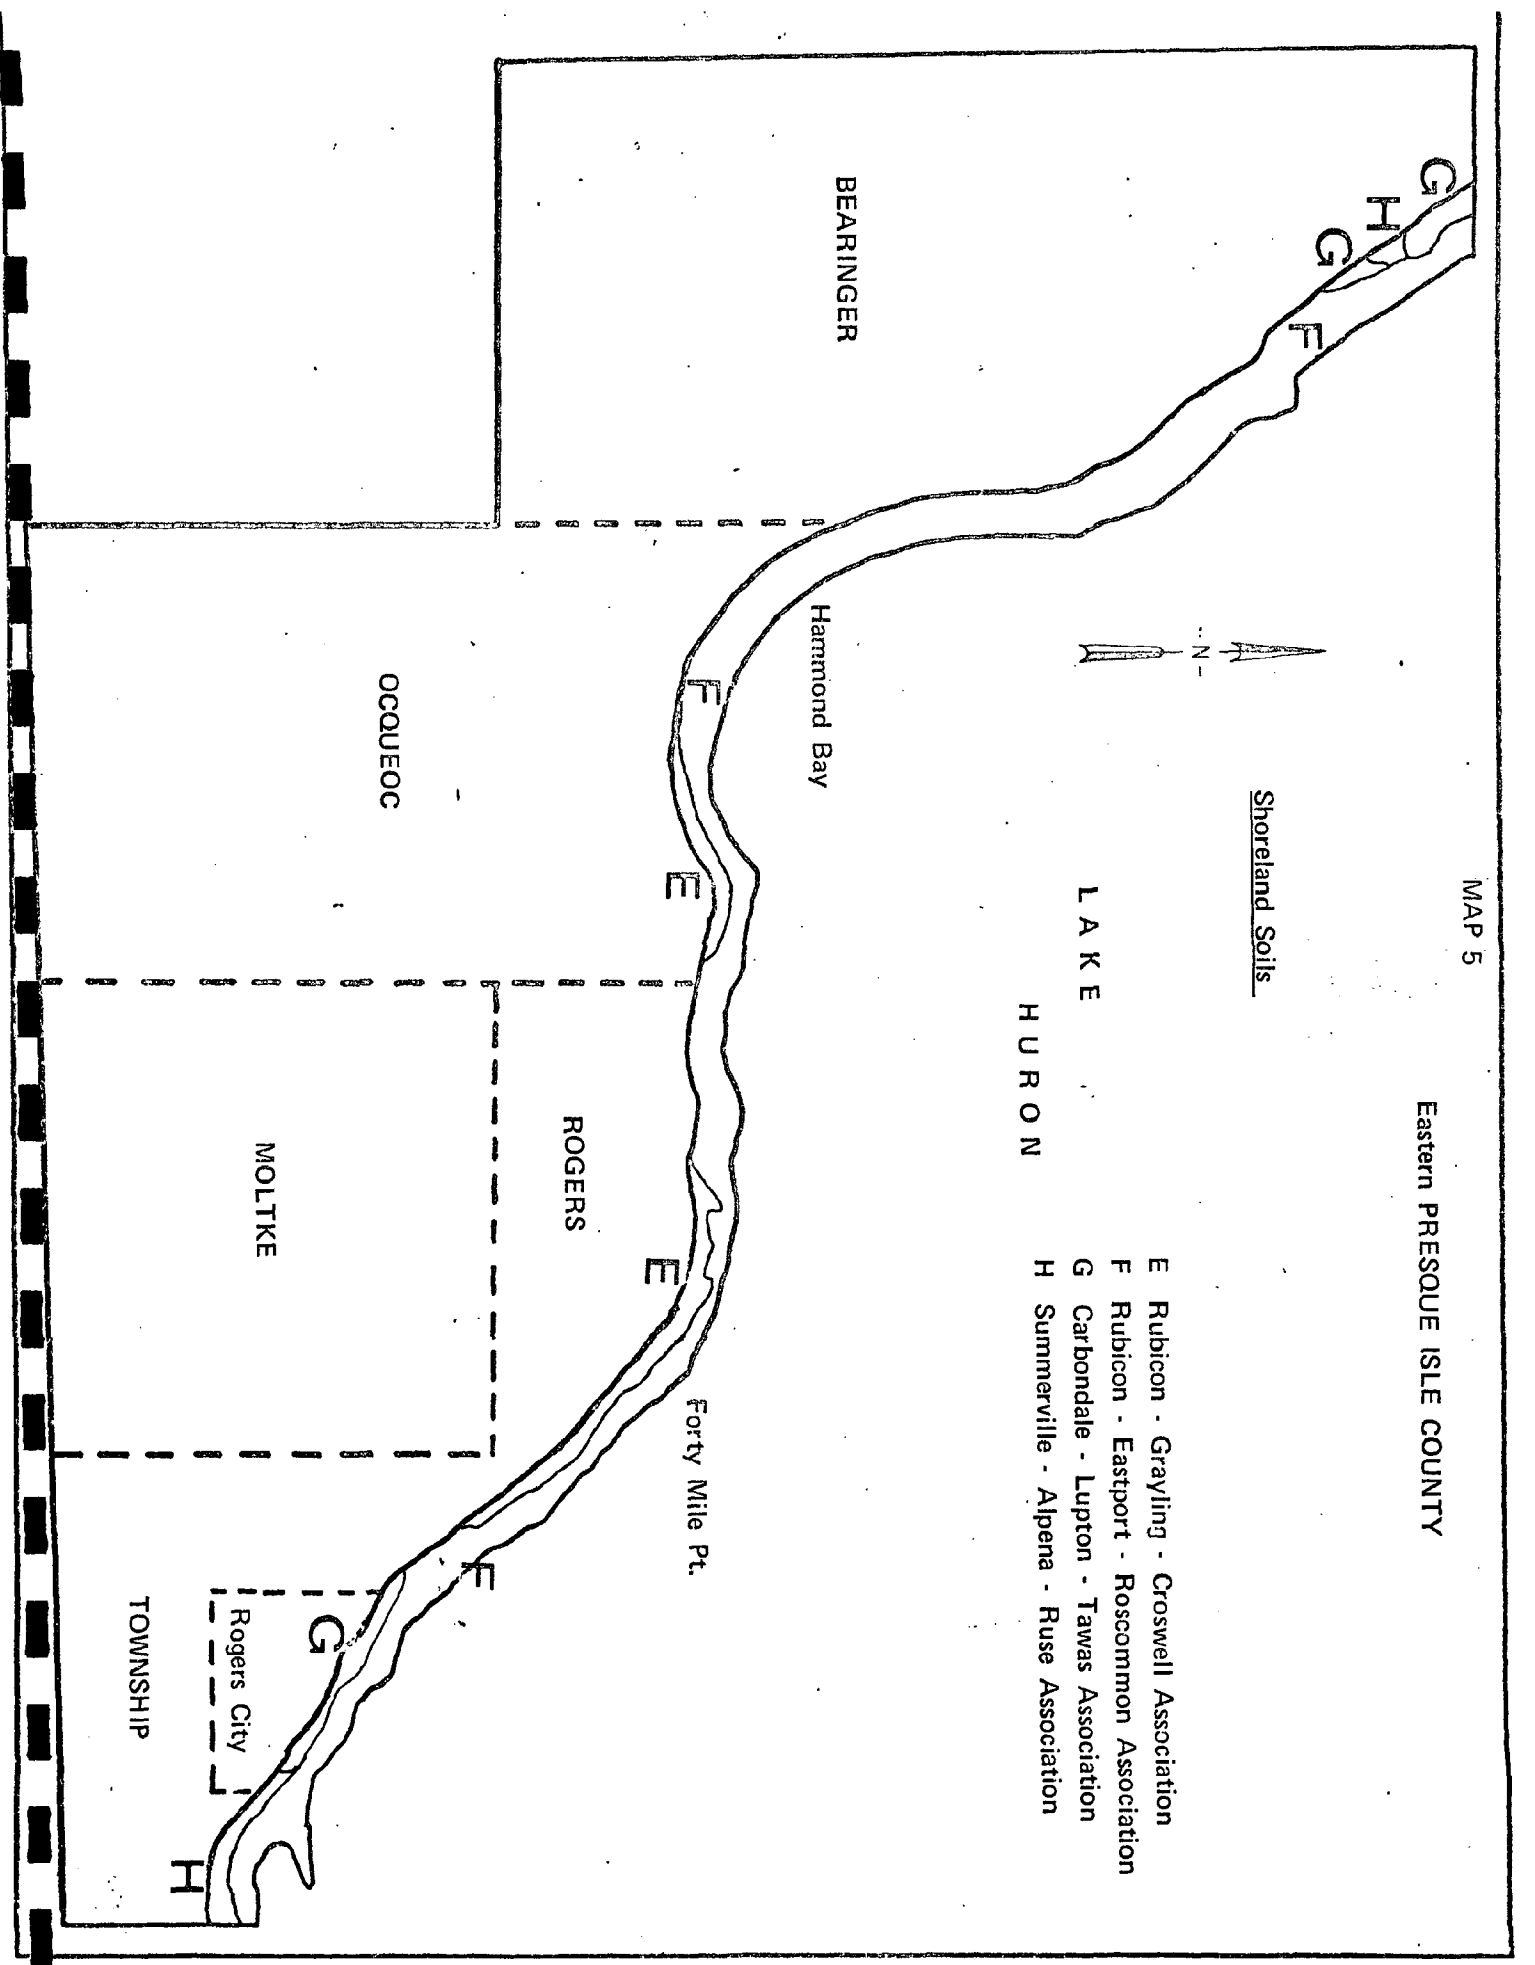 MAP 5
Eastern PRESQUE ISLE COUNTY
Shoreland Soils
LAKE
HURON
E Rubicon - Grayling - Croswell Association
F Rubicon - Eastport - Roscommon Association
G Carbondale - Lupton - Tawas Association
H Summerville - Alpena - Ruse Association
N
G
H
G
F
BEARINGER
Hammond Bay
F
E
OCQUEOC
ROGERS
E
Forty Mile Pt.
MOLTKE
F
G
Rogers City
TOWNSHIP
H